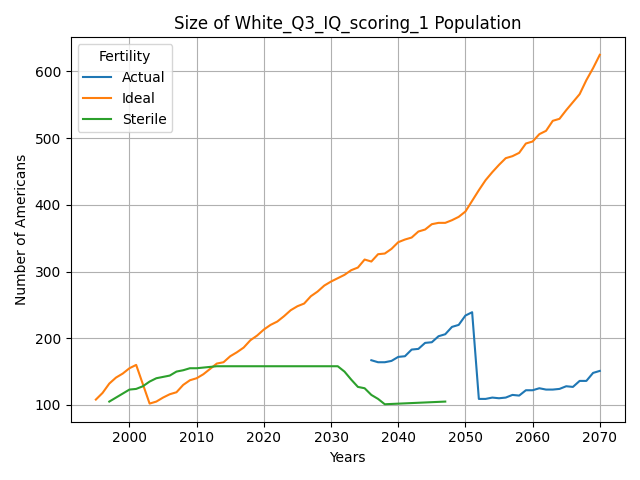 Size of White_Q3_IQ_scoring_1 Population
Fertility
Actual
Ideal
Sterile
Number of Americans
600
500
400
300
200
100
2000 2010 2020 2030 2040 2050 2060 2070
Years